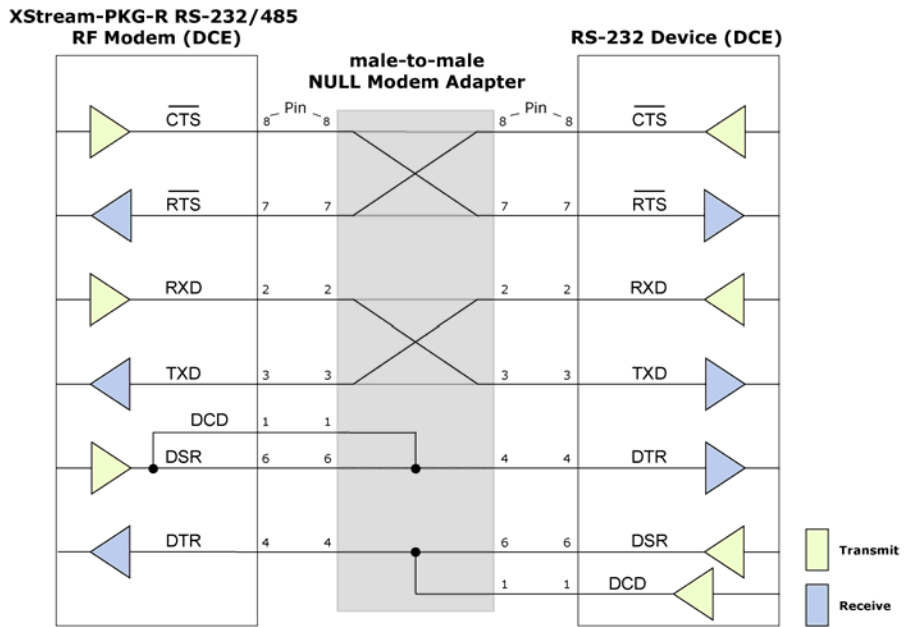 XStream-PKG-R RS-232/485
RF Modem (DCE)
RS-232 Device (DCE)
male-to-male
NULL Modem Adapter
CTS 8 Pin 8 8 Pin 8 CTS
RTS 7 7 7 7 RTS
RXD 2 2 2 2 RXD
TXD 3 3 3 3 TXD
DCD 1 1
DSR 6 6 4 4 DTR
DTR 4 4 6 6 DSR
1 1 DCD
Transmit
Receive